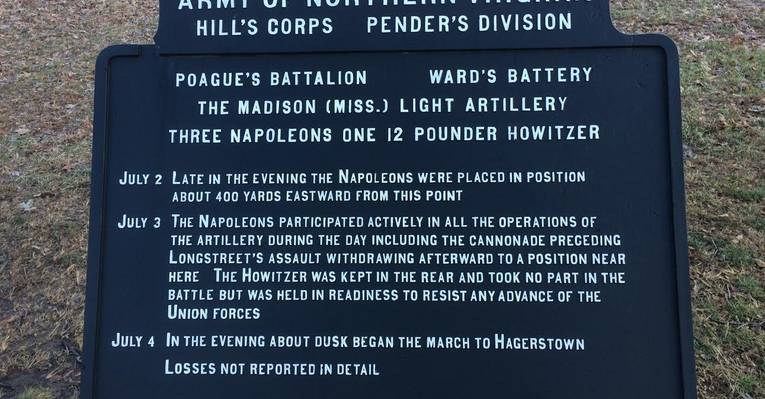 ARMY OF NORTHERN VIRGINIA
HILL'S CORPS PENDER'S DIVISION
POAGUE'S BATTALION WARD'S BATTERY
THE MADISON (MISS.) LIGHT ARTILLERY
THREE NAPOLEONS ONE 12 POUNDER HOWITZER
JULY 2 LATE IN THE EVENING THE NAPOLEONS WERE PLACED IN POSITION
ABOUT 400 YARDS EASTWARD FROM THIS POINT
JULY 3 THE NAPOLEONS PARTICIPATED ACTIVELY IN ALL THE OPERATIONS OF
THE ARTILLERY DURING THE DAY INCLUDING THE CANNONADE PRECEDING
LONGSTREET'S ASSAULT WITHDRAWING AFTERWARD TO A POSITION NEAR
HERE THE HOWITZER WAS KEPT IN THE REAR AND TOOK NO PART IN THE
BATTLE BUT WAS HELD IN READINESS TO RESIST ANY ADVANCE OF THE
UNION FORCES
JULY 4 IN THE EVENING ABOUT DUSK BEGAN THE MARCH TO HAGERSTOWN
LOSSES NOT REPORTED IN DETAIL